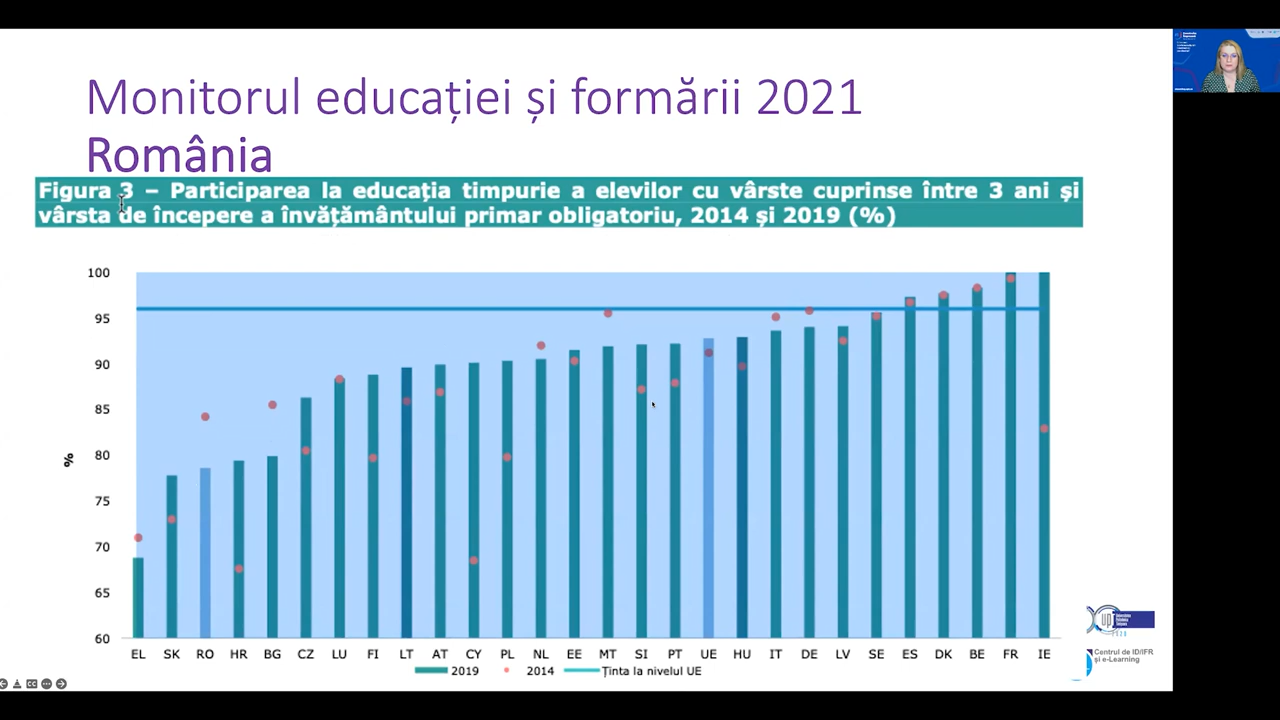 Monitorul educației și formării 2021
România
Figura 3 – Participarea la educația timpurie a elevilor cu vârste cuprinse între 3 ani și
vârsta de începere a învățământului primar obligatoriu, 2014 și 2019 (%)
100
95
90
85
80
75
70
65
60
%
EL SK RO HR BG CZ LU FI LT AT CY PL NL EE MT SI PT UE HU IT DE LV SE ES DK BE FR IE
2019 2014 Ținta la nivelul UE
Centrul de ID/IFR
și e-Learning